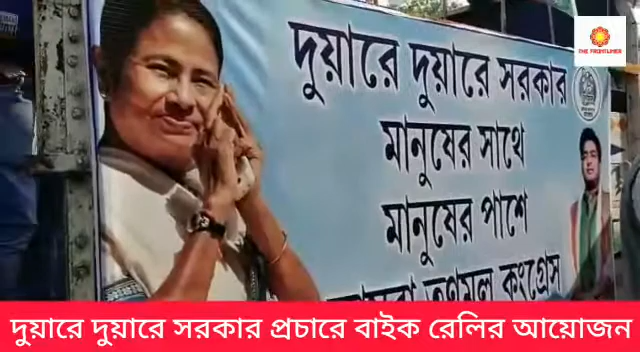 দুয়ারে দুয়ারে সরকার
THE FRONTLINER
মানুষের সাথে
মানুষের পাশে
তৃণমূল কংগ্রেস
দুয়ারে দুয়ারে সরকার প্রচারে বাইক রেলির আয়োজন